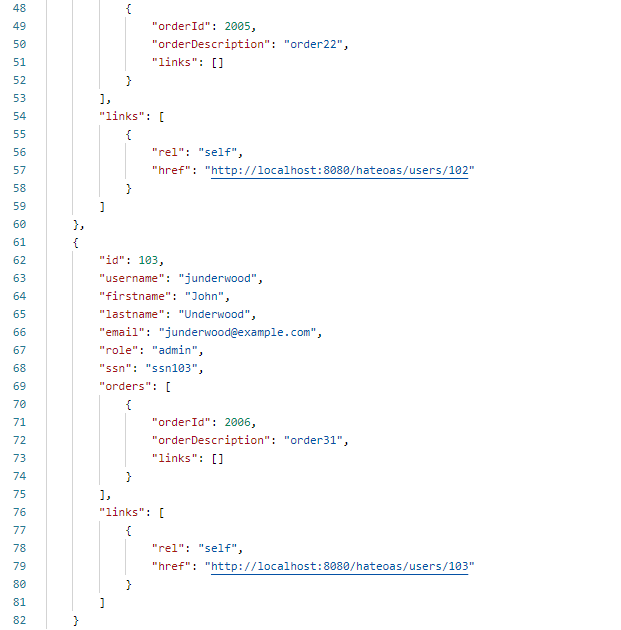 48 {
49 "orderId": 2005,
50 "orderDescription": "order22",
51 "links": []
52 }
53 ],
54 "links": [
55 {
56 "rel": "self",
57 "href": "http://localhost:8080/hateoas/users/102"
58 }
59 ]
60 },
61 {
62 "id": 103,
63 "username": "junderwood",
64 "firstname": "John",
65 "lastname": "Underwood",
66 "email": "junderwood@example.com",
67 "role": "admin",
68 "ssn": "ssn103",
69 "orders": [
70 {
71 "orderId": 2006,
72 "orderDescription": "order31",
73 "links": []
74 }
75 ],
76 "links": [
77 {
78 "rel": "self",
79 "href": "http://localhost:8080/hateoas/users/103"
80 }
81 ]
82 }